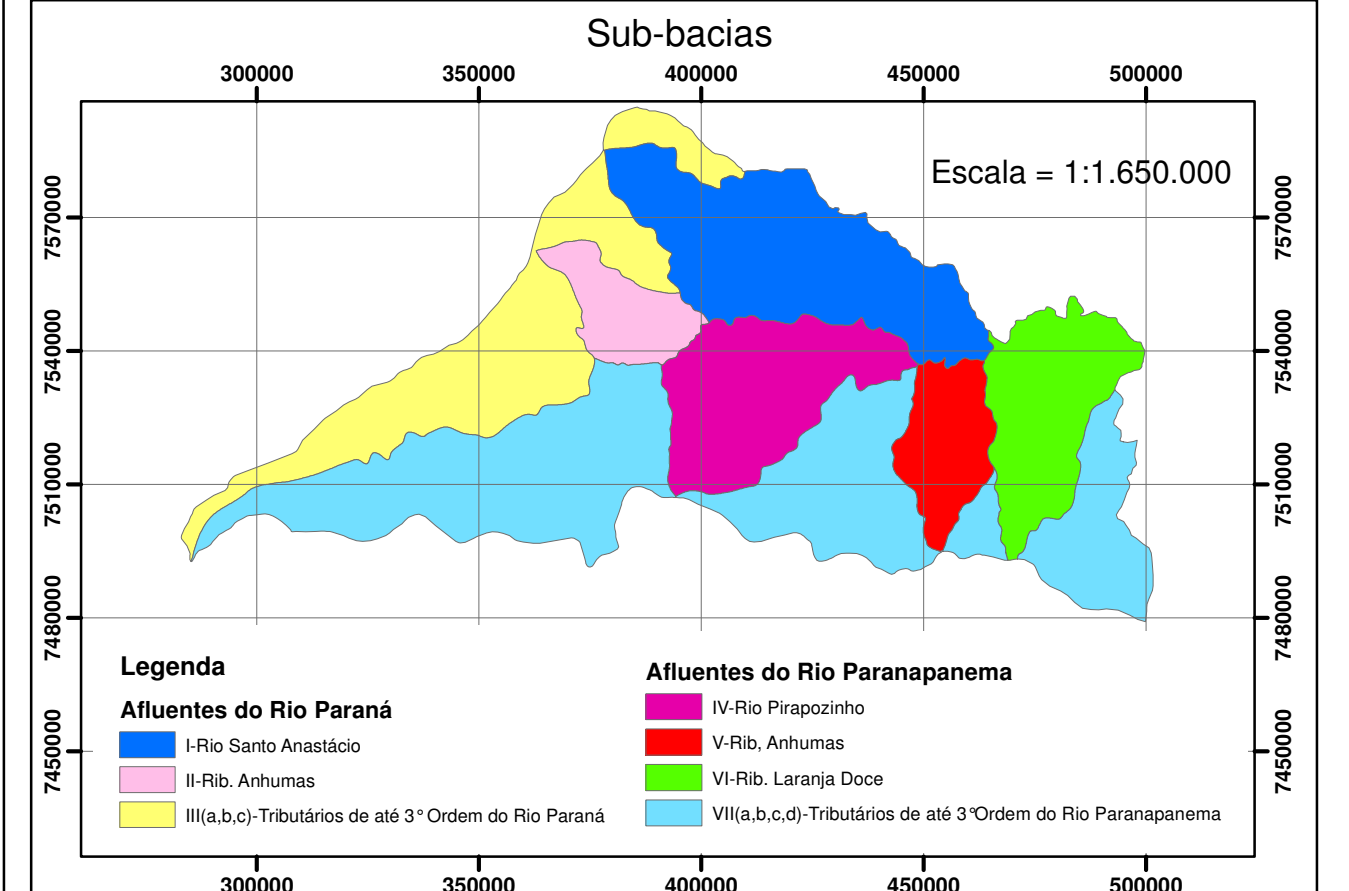 Sub-bacias
300000 350000 400000 450000 500000
Escala = 1:1.650.000
7570000 7570000
7540000 7540000
7510000 7510000
7480000 7480000
7450000 7450000
Legenda
Afluentes do Rio Paraná
I-Rio Santo Anastácio
II-Rib. Anhumas
III(a,b,c)-Tributários de até 3° Ordem do Rio Paraná
Afluentes do Rio Paranapanema
IV-Rio Pirapozinho
V-Rib, Anhumas
VI-Rib. Laranja Doce
VII(a,b,c,d)-Tributários de até 3°Ordem do Rio Paranapanema
300000 350000 400000 450000 500000